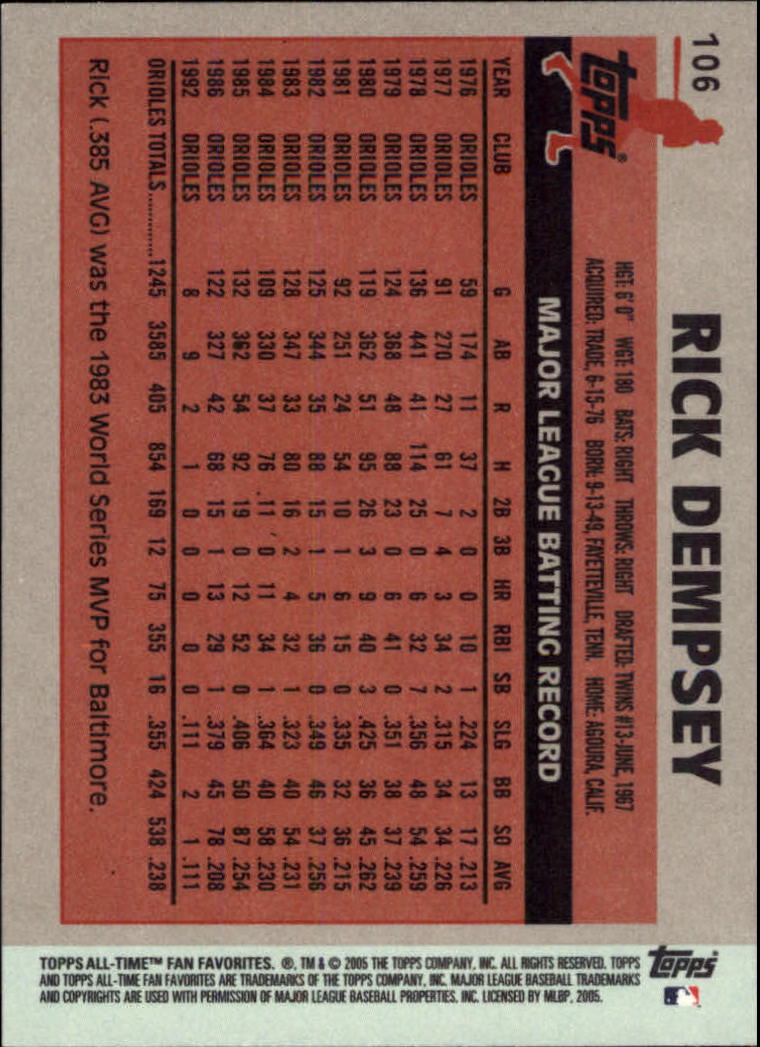 106
topps®
RICK DEMPSEY
HGT: 6'0" WGT: 180 BATS: RIGHT THROWS: RIGHT DRAFTED: TWINS #13-JUNE, 1967
ACQUIRED: TRADE, 6-15-76 BORN: 9-13-49, FAYETTEVILLE, TENN. HOME: AGOURA, CALIF.
MAJOR LEAGUE BATTING RECORD
YEAR CLUB G AB R H 2B 3B HR RBI SB SLG BB SO AVG
1976 ORIOLES 59 174 11 37 2 0 0 10 1 .224 13 17 .213
1977 ORIOLES 91 270 27 61 7 4 3 34 2 .315 34 34 .226
1978 ORIOLES 136 441 41 114 25 0 6 32 7 .356 48 54 .259
1979 ORIOLES 124 368 48 88 23 0 6 41 0 .351 38 37 .239
1980 ORIOLES 119 362 51 95 26 3 9 40 3 .425 36 45 .262
1981 ORIOLES 92 251 24 54 10 1 6 15 0 .335 32 36 .215
1982 ORIOLES 125 344 35 88 15 1 5 36 0 .349 46 37 .256
1983 ORIOLES 128 347 33 80 16 2 4 32 1 .323 40 54 .231
1984 ORIOLES 109 330 37 76 11 0 11 34 1 .364 40 58 .230
1985 ORIOLES 132 362 54 92 19 0 12 52 0 .406 50 87 .254
1986 ORIOLES 122 327 42 68 15 1 13 29 1 .379 45 78 .208
1992 ORIOLES 8 9 2 1 0 0 0 0 0 .111 2 1 .111
ORIOLES TOTALS............ 1245 3585 405 854 169 12 75 355 16 .355 424 538 .238
Rick (.385 AVG) was the 1983 World Series MVP for Baltimore.
TOPPS ALL-TIME™ FAN FAVORITES. ®, TM & © 2005 THE TOPPS COMPANY, INC. ALL RIGHTS RESERVED. TOPPS
AND TOPPS ALL-TIME FAN FAVORITES ARE TRADEMARKS OF THE TOPPS COMPANY, INC. MAJOR LEAGUE BASEBALL TRADEMARKS
AND COPYRIGHTS ARE USED WITH PERMISSION OF MAJOR LEAGUE BASEBALL PROPERTIES, INC. LICENSED BY MLBP, 2005.
topps